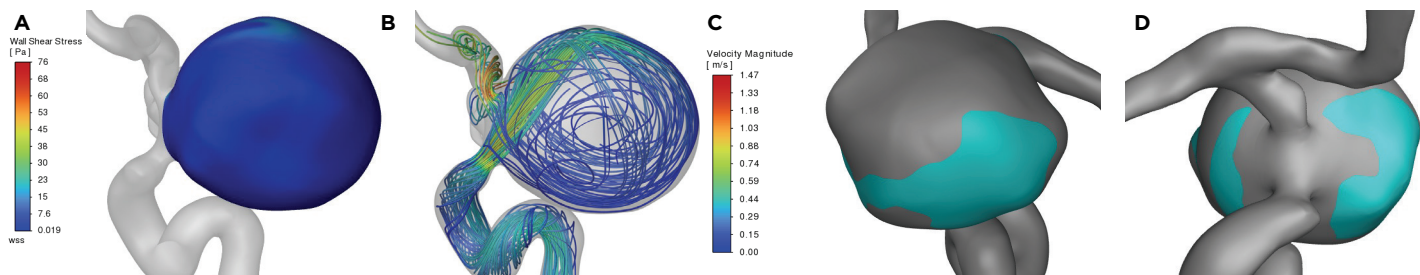 A
Wall Shear Stress
[ Pa ]
76
68
60
53
45
38
30
23
15
7.6
0.019
wss
B
Velocity Magnitude
[ m/s ]
1.47
1.33
1.18
1.03
0.88
0.74
0.59
0.44
0.29
0.15
0.00
C
D